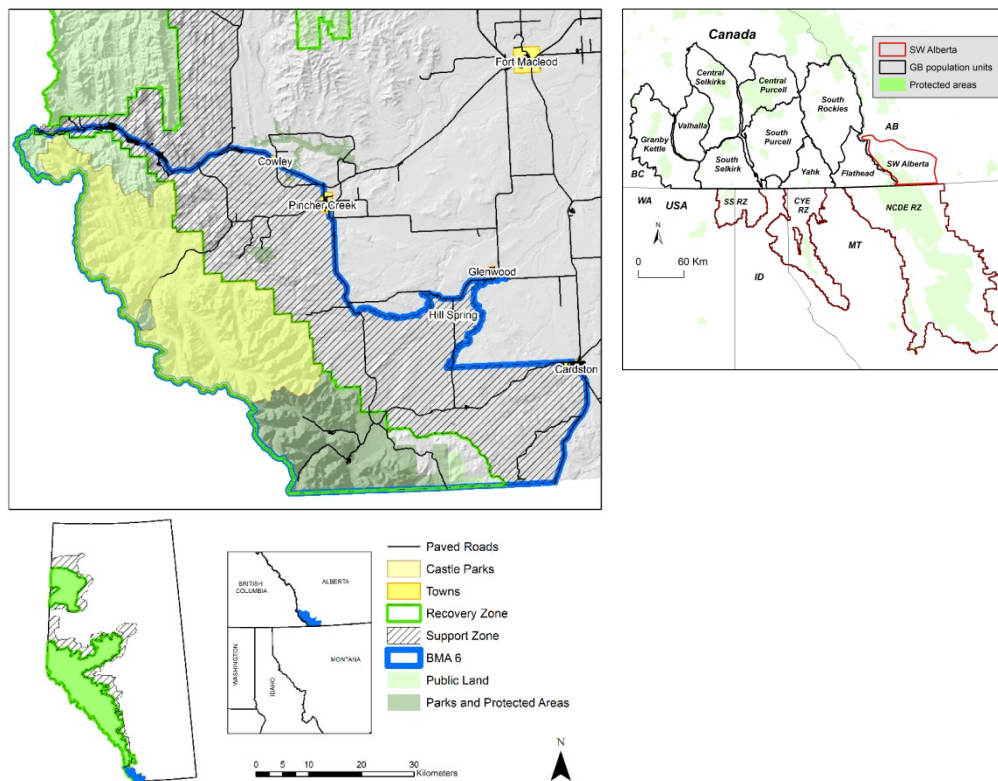 Fort Macleod
Cowley
Pincher Creek
Glenwood
Hill Spring
Cardston
Canada
SW Alberta
GB population units
Protected areas
Central
Selkirks
Central
Purcell
South
Rockies
AB
Valhalla
Granby
Kettle
South
Purcell
South
Selkirk
Yahk
Flathead
SW Alberta
BC
WA
USA
SS RZ
CYE
RZ
NCDE RZ
MT
N
0
60 Km
ID
BRITISH
COLUMBIA
ALBERTA
WASHINGTON
IDAHO
MONTANA
Paved Roads
Castle Parks
Towns
Recovery Zone
Support Zone
BMA 6
Public Land
Parks and Protected Areas
0
5
10
20
30
Kilometers
N